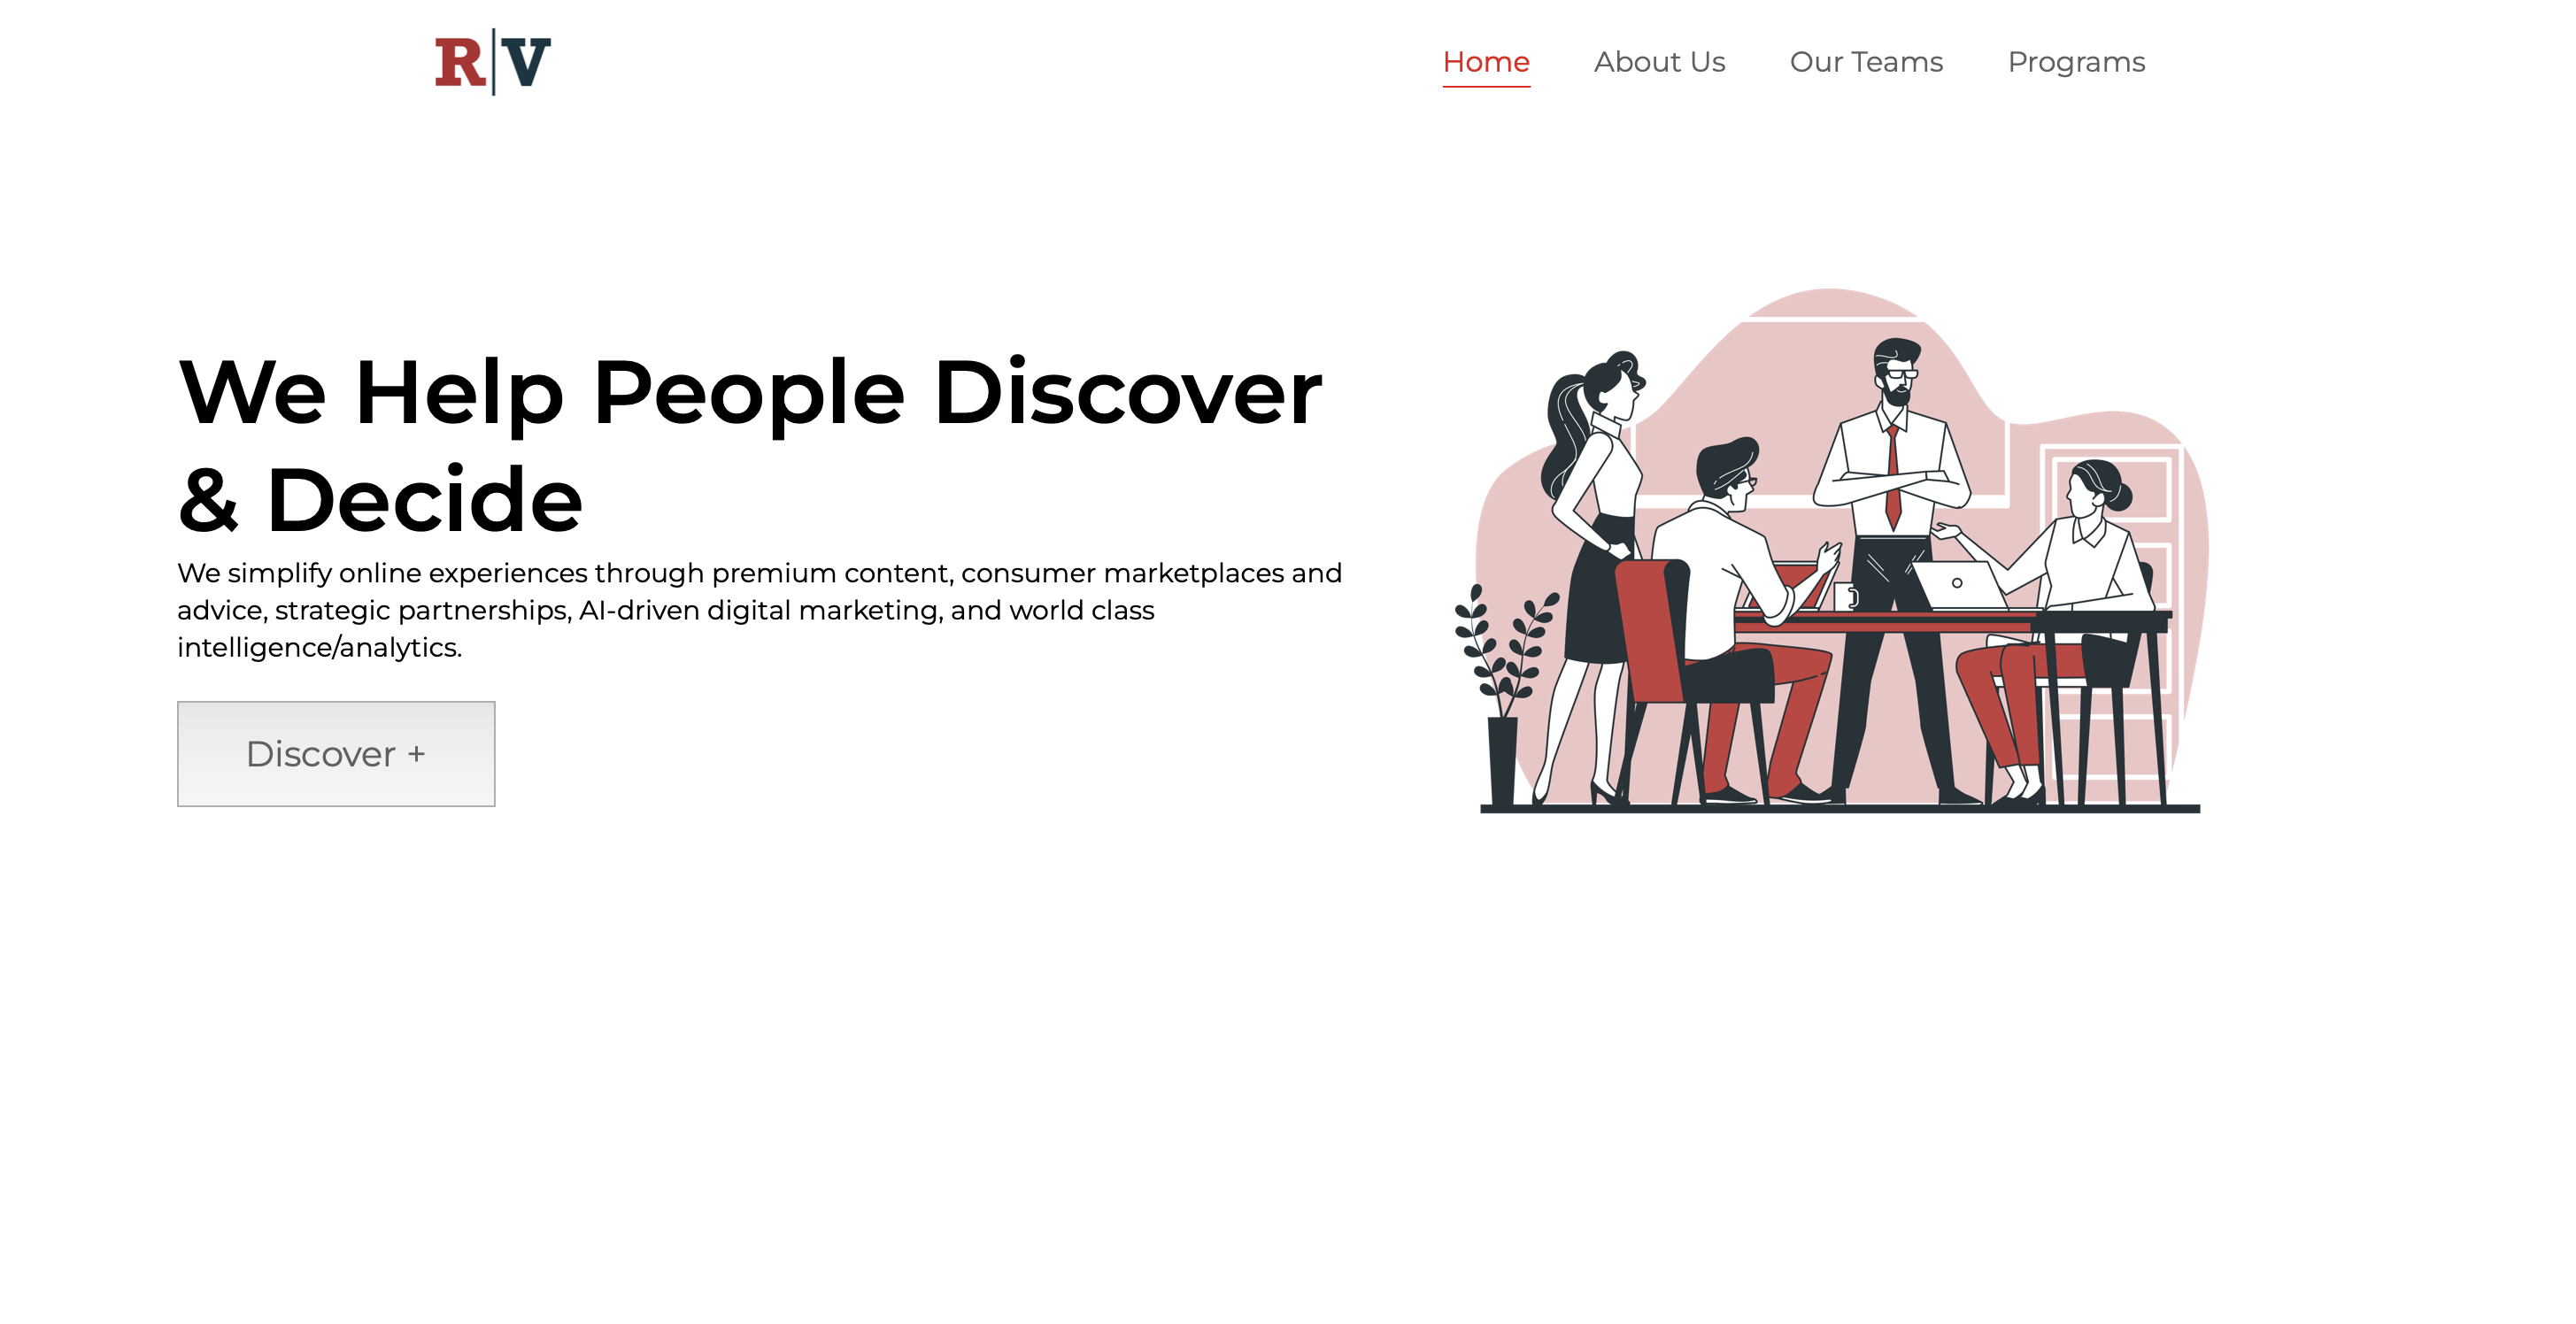 R|V
Home About Us Our Teams Programs
We Help People Discover
& Decide
We simplify online experiences through premium content, consumer marketplaces and
advice, strategic partnerships, AI-driven digital marketing, and world class
intelligence/analytics.
Discover +